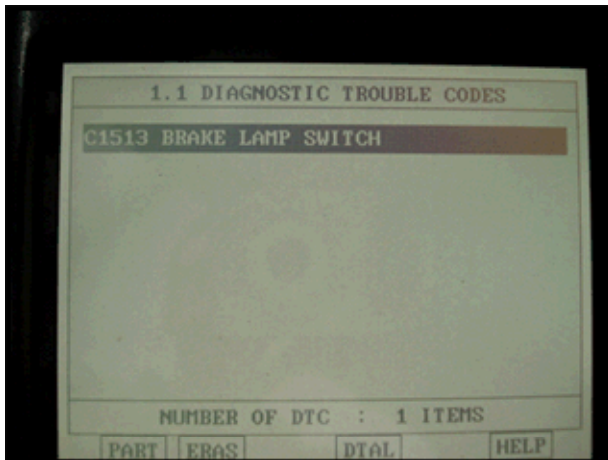 1.1 DIAGNOSTIC TROUBLE CODES
C1513 BRAKE LAMP SWITCH
NUMBER OF DTC : 1 ITEMS
PART ERAS DTAL HELP